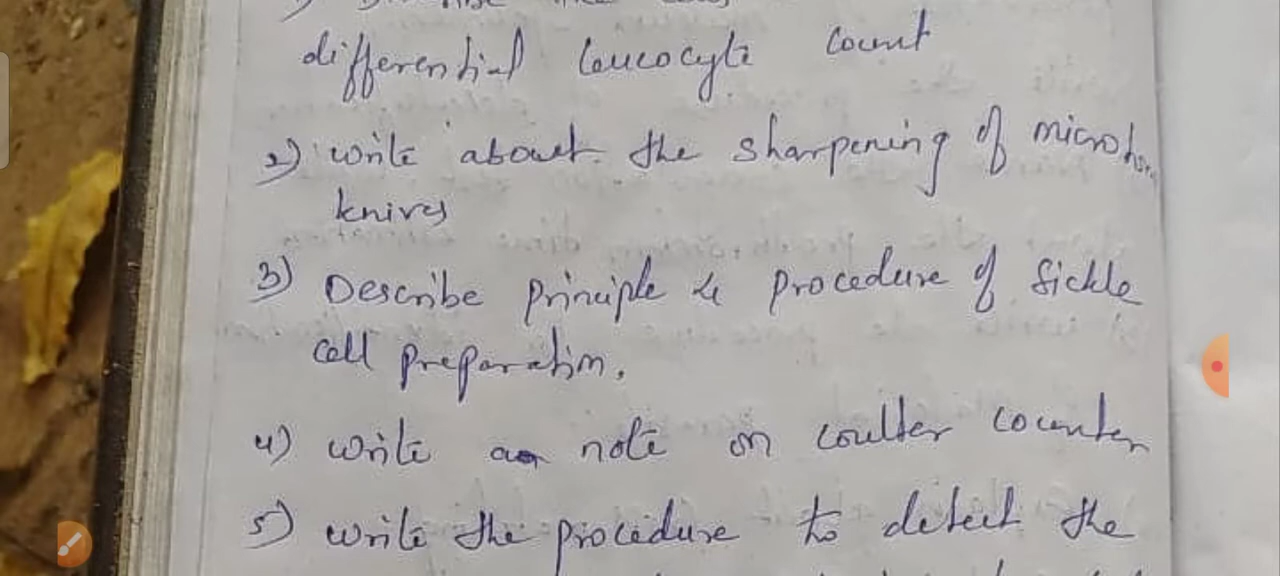 differential leucocyte count
2) write about the sharpening of
knives
3) Describe principle & procedure of Sickle
cell preparation.
4) write a note on coulter counter
5) write the procedure to detect the